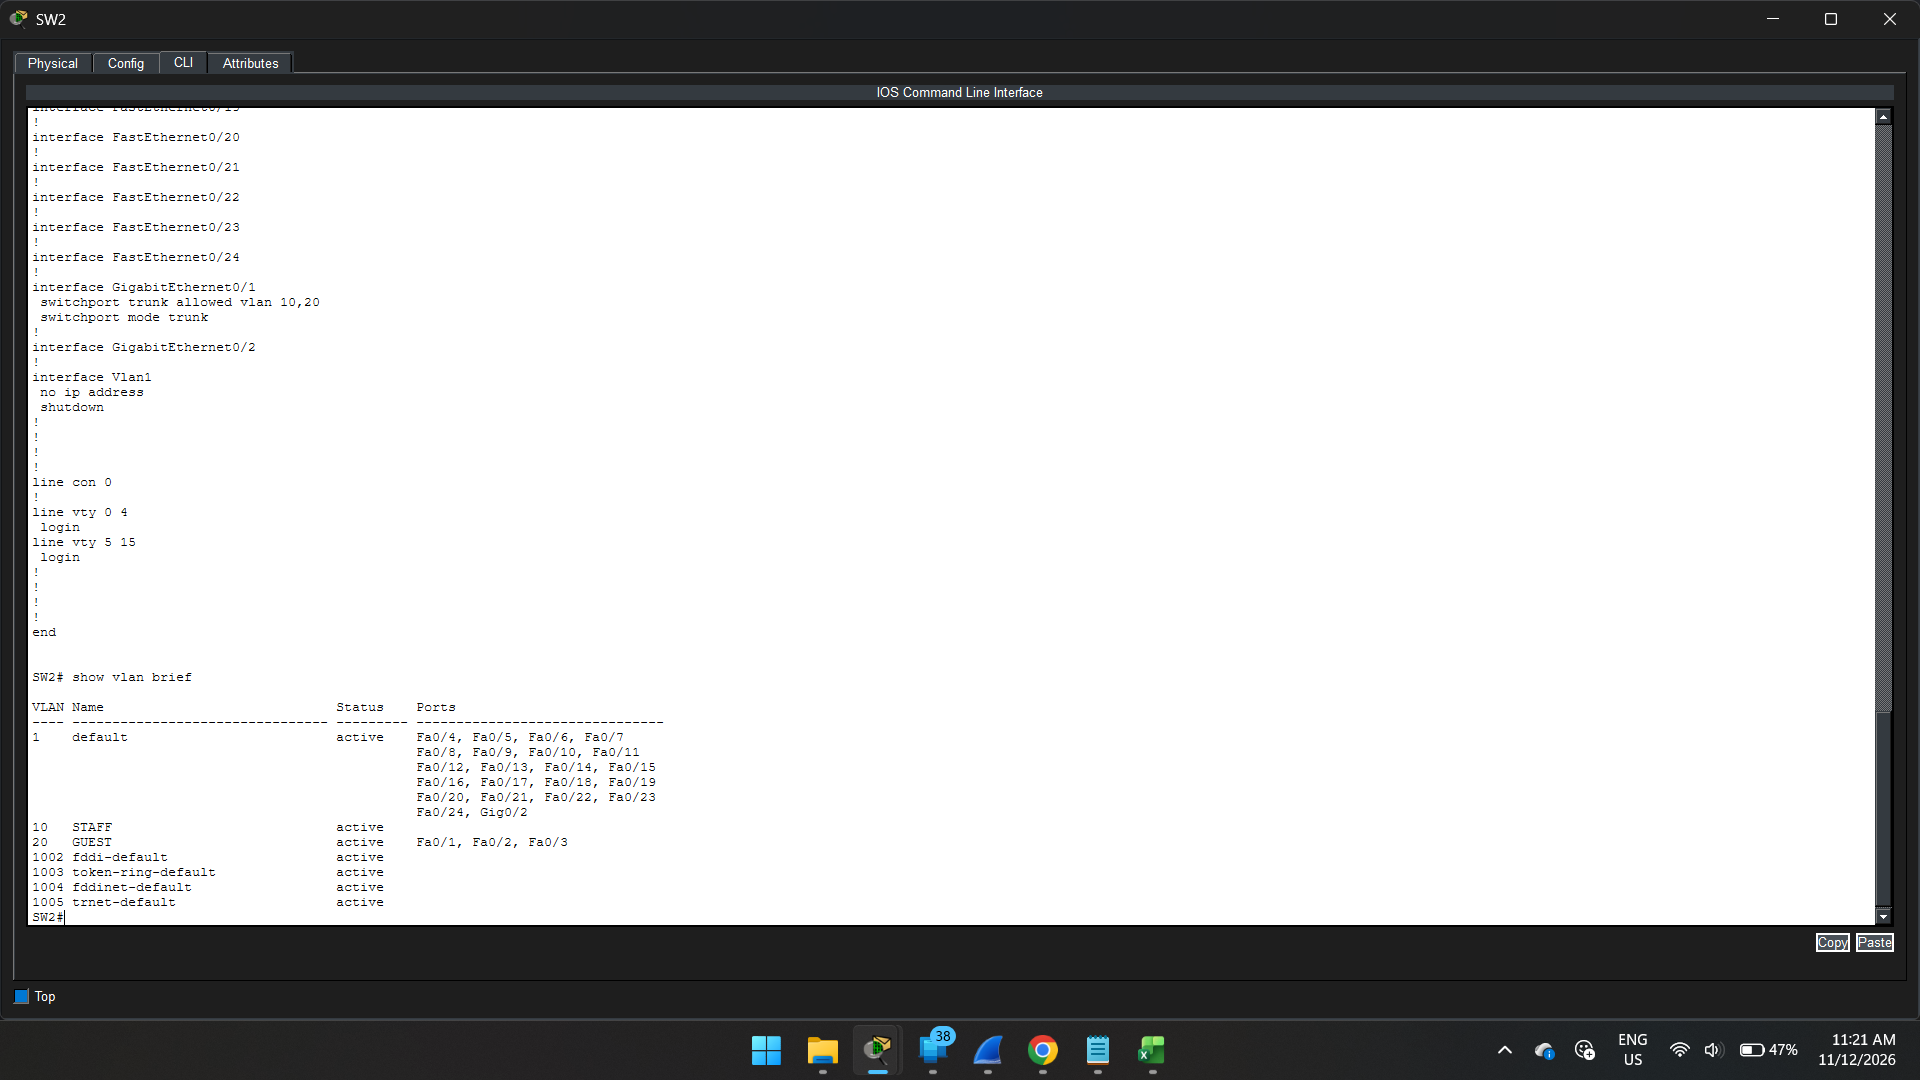 SW2
Physical Config CLI Attributes
IOS Command Line Interface
interface FastEthernet0/19
!
interface FastEthernet0/20
!
interface FastEthernet0/21
!
interface FastEthernet0/22
!
interface FastEthernet0/23
!
interface FastEthernet0/24
!
interface GigabitEthernet0/1
 switchport trunk allowed vlan 10,20
 switchport mode trunk
!
interface GigabitEthernet0/2
!
interface Vlan1
 no ip address
 shutdown
!
!
!
!
line con 0
!
line vty 0 4
 login
line vty 5 15
 login
!
!
!
!
end
SW2# show vlan brief
VLAN Name                             Status    Ports
---- -------------------------------- --------- -------------------------------
1    default                          active    Fa0/4, Fa0/5, Fa0/6, Fa0/7
                                                Fa0/8, Fa0/9, Fa0/10, Fa0/11
                                                Fa0/12, Fa0/13, Fa0/14, Fa0/15
                                                Fa0/16, Fa0/17, Fa0/18, Fa0/19
                                                Fa0/20, Fa0/21, Fa0/22, Fa0/23
                                                Fa0/24, Gig0/2
10   STAFF                            active
20   GUEST                            active    Fa0/1, Fa0/2, Fa0/3
1002 fddi-default                     active
1003 token-ring-default               active
1004 fddinet-default                  active
1005 trnet-default                    active
SW2#
Copy Paste
Top
38
ENG
US
47%
11:21 AM
11/12/2026